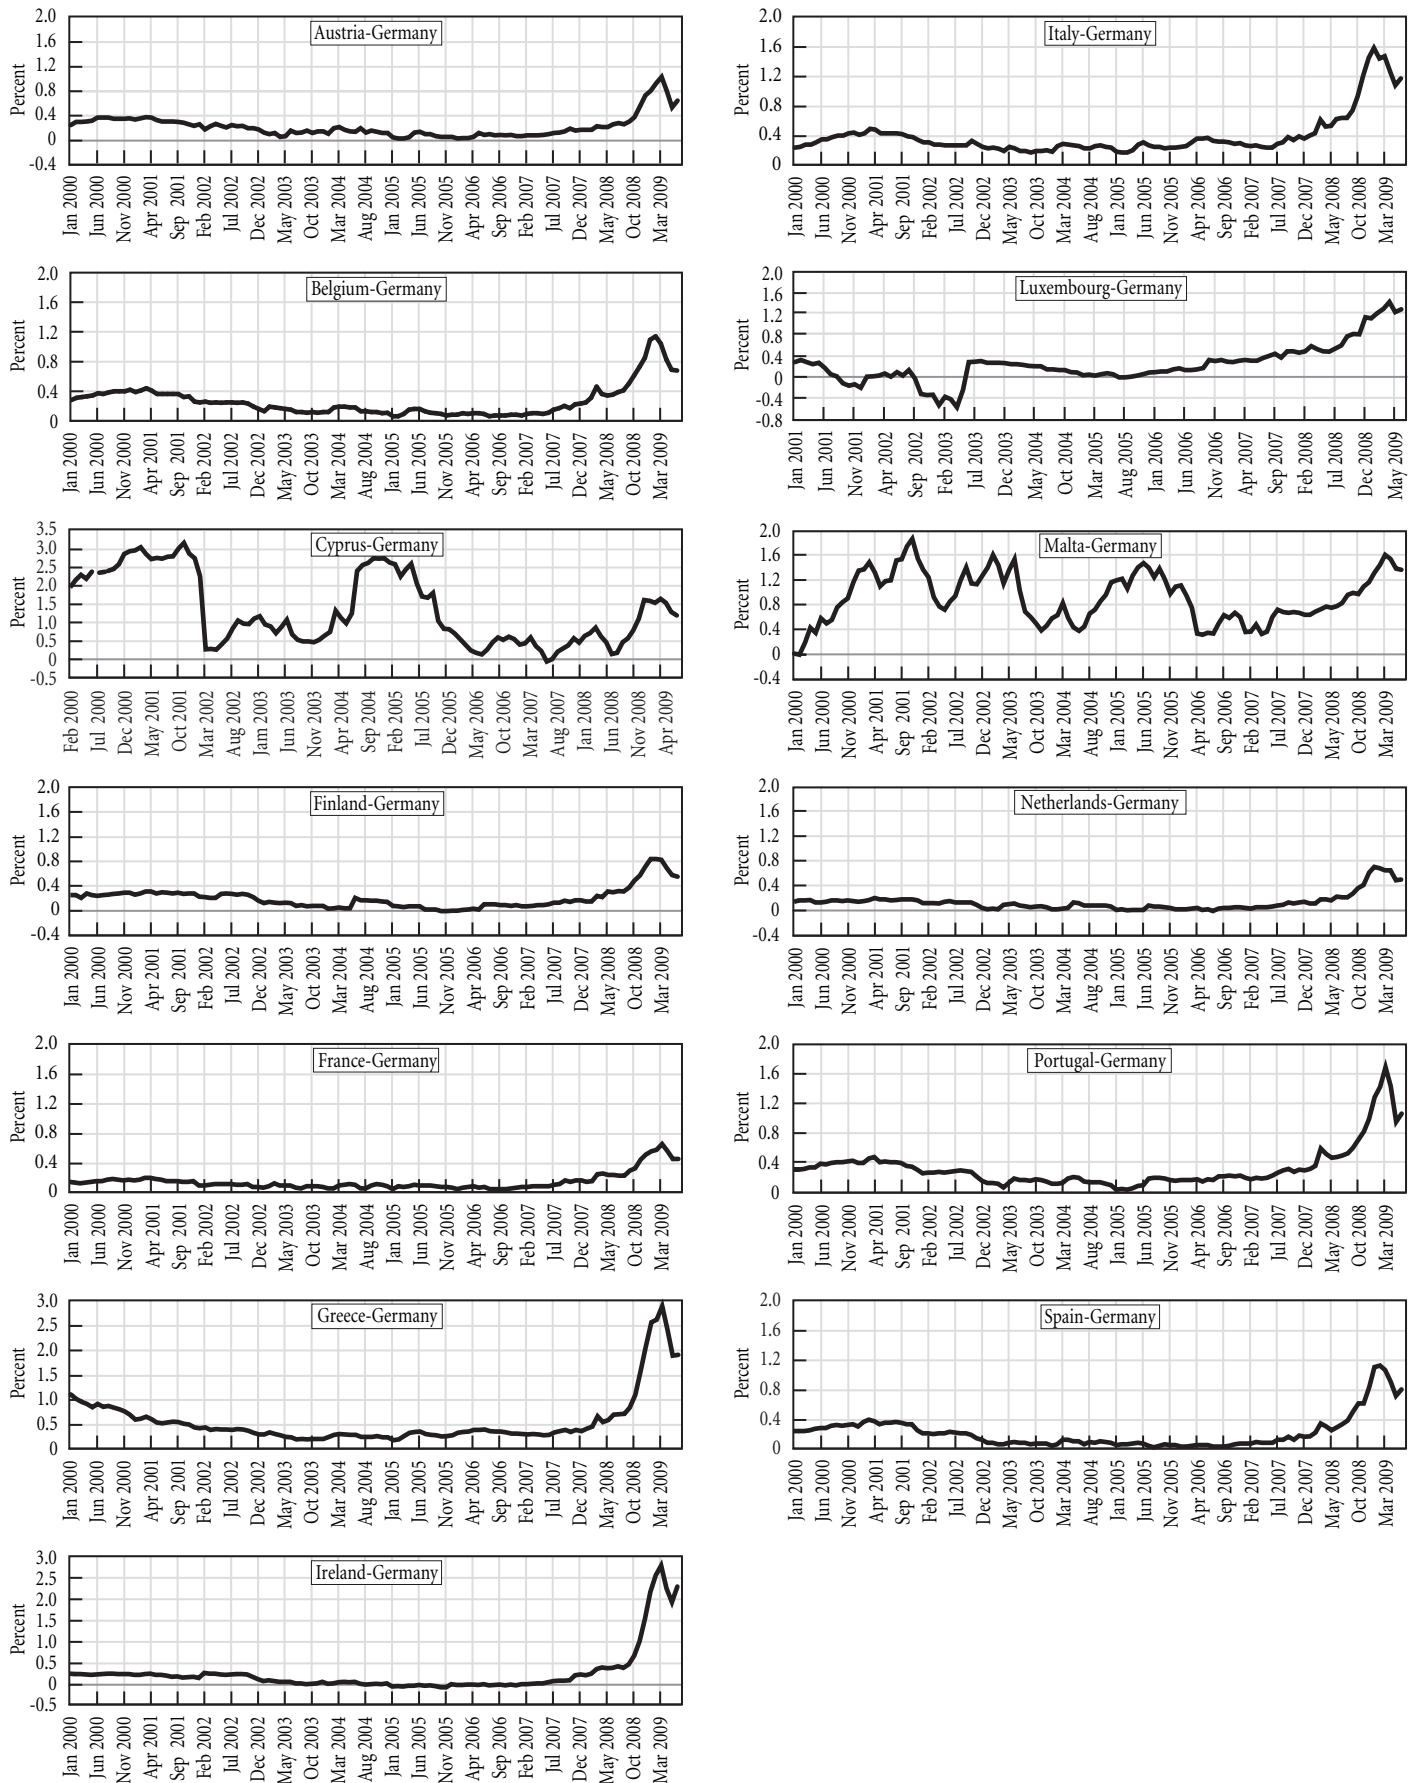 Austria-Germany
Percent
2.0
1.6
1.2
0.8
0.4
0
-0.4
Jan 2000 Jun 2000 Nov 2000 Apr 2001 Sep 2001 Feb 2002 Jul 2002 Dec 2002 May 2003 Oct 2003 Mar 2004 Aug 2004 Jan 2005 Jun 2005 Nov 2005 Apr 2006 Sep 2006 Feb 2007 Jul 2007 Dec 2007 May 2008 Oct 2008 Mar 2009
Italy-Germany
Percent
2.0
1.6
1.2
0.8
0.4
0
Jan 2000 Jun 2000 Nov 2000 Apr 2001 Sep 2001 Feb 2002 Jul 2002 Dec 2002 May 2003 Oct 2003 Mar 2004 Aug 2004 Jan 2005 Jun 2005 Nov 2005 Apr 2006 Sep 2006 Feb 2007 Jul 2007 Dec 2007 May 2008 Oct 2008 Mar 2009
Belgium-Germany
Percent
2.0
1.6
1.2
0.8
0.4
0
Jan 2000 Jun 2000 Nov 2000 Apr 2001 Sep 2001 Feb 2002 Jul 2002 Dec 2002 May 2003 Oct 2003 Mar 2004 Aug 2004 Jan 2005 Jun 2005 Nov 2005 Apr 2006 Sep 2006 Feb 2007 Jul 2007 Dec 2007 May 2008 Oct 2008 Mar 2009
Luxembourg-Germany
Percent
2.0
1.6
1.2
0.8
0.4
0
-0.4
-0.8
Jan 2001 Jun 2001 Nov 2001 Apr 2002 Sep 2002 Feb 2003 Jul 2003 Dec 2003 May 2004 Oct 2004 Mar 2005 Aug 2005 Jan 2006 Jun 2006 Nov 2006 Apr 2007 Sep 2007 Feb 2008 Jul 2008 Dec 2008 May 2009
Cyprus-Germany
Percent
3.5
3.0
2.5
2.0
1.5
1.0
0.5
0
-0.5
Feb 2000 Jul 2000 Dec 2000 May 2001 Oct 2001 Mar 2002 Aug 2002 Jan 2003 Jun 2003 Nov 2003 Apr 2004 Sep 2004 Feb 2005 Jul 2005 Dec 2005 May 2006 Oct 2006 Mar 2007 Aug 2007 Jan 2008 Jun 2008 Nov 2008 Apr 2009
Malta-Germany
Percent
2.0
1.6
1.2
0.8
0.4
0
-0.4
Jan 2000 Jun 2000 Nov 2000 Apr 2001 Sep 2001 Feb 2002 Jul 2002 Dec 2002 May 2003 Oct 2003 Mar 2004 Aug 2004 Jan 2005 Jun 2005 Nov 2005 Apr 2006 Sep 2006 Feb 2007 Jul 2007 Dec 2007 May 2008 Oct 2008 Mar 2009
Finland-Germany
Percent
2.0
1.6
1.2
0.8
0.4
0
-0.4
Jan 2000 Jun 2000 Nov 2000 Apr 2001 Sep 2001 Feb 2002 Jul 2002 Dec 2002 May 2003 Oct 2003 Mar 2004 Aug 2004 Jan 2005 Jun 2005 Nov 2005 Apr 2006 Sep 2006 Feb 2007 Jul 2007 Dec 2007 May 2008 Oct 2008 Mar 2009
Netherlands-Germany
Percent
2.0
1.6
1.2
0.8
0.4
0
-0.4
Jan 2000 Jun 2000 Nov 2000 Apr 2001 Sep 2001 Feb 2002 Jul 2002 Dec 2002 May 2003 Oct 2003 Mar 2004 Aug 2004 Jan 2005 Jun 2005 Nov 2005 Apr 2006 Sep 2006 Feb 2007 Jul 2007 Dec 2007 May 2008 Oct 2008 Mar 2009
France-Germany
Percent
2.0
1.6
1.2
0.8
0.4
0
Jan 2000 Jun 2000 Nov 2000 Apr 2001 Sep 2001 Feb 2002 Jul 2002 Dec 2002 May 2003 Oct 2003 Mar 2004 Aug 2004 Jan 2005 Jun 2005 Nov 2005 Apr 2006 Sep 2006 Feb 2007 Jul 2007 Dec 2007 May 2008 Oct 2008 Mar 2009
Portugal-Germany
Percent
2.0
1.6
1.2
0.8
0.4
0
Jan 2000 Jun 2000 Nov 2000 Apr 2001 Sep 2001 Feb 2002 Jul 2002 Dec 2002 May 2003 Oct 2003 Mar 2004 Aug 2004 Jan 2005 Jun 2005 Nov 2005 Apr 2006 Sep 2006 Feb 2007 Jul 2007 Dec 2007 May 2008 Oct 2008 Mar 2009
Greece-Germany
Percent
3.0
2.5
2.0
1.5
1.0
0.5
0
Jan 2000 Jun 2000 Nov 2000 Apr 2001 Sep 2001 Feb 2002 Jul 2002 Dec 2002 May 2003 Oct 2003 Mar 2004 Aug 2004 Jan 2005 Jun 2005 Nov 2005 Apr 2006 Sep 2006 Feb 2007 Jul 2007 Dec 2007 May 2008 Oct 2008 Mar 2009
Spain-Germany
Percent
2.0
1.6
1.2
0.8
0.4
0
Jan 2000 Jun 2000 Nov 2000 Apr 2001 Sep 2001 Feb 2002 Jul 2002 Dec 2002 May 2003 Oct 2003 Mar 2004 Aug 2004 Jan 2005 Jun 2005 Nov 2005 Apr 2006 Sep 2006 Feb 2007 Jul 2007 Dec 2007 May 2008 Oct 2008 Mar 2009
Ireland-Germany
Percent
3.0
2.5
2.0
1.5
1.0
0.5
0
-0.5
Jan 2000 Jun 2000 Nov 2000 Apr 2001 Sep 2001 Feb 2002 Jul 2002 Dec 2002 May 2003 Oct 2003 Mar 2004 Aug 2004 Jan 2005 Jun 2005 Nov 2005 Apr 2006 Sep 2006 Feb 2007 Jul 2007 Dec 2007 May 2008 Oct 2008 Mar 2009